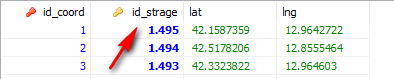 id_coord id_strage lat lng
1 1.495 42.1587359 12.9642722
2 1.494 42.5178206 12.8555464
3 1.493 42.3323822 12.964603